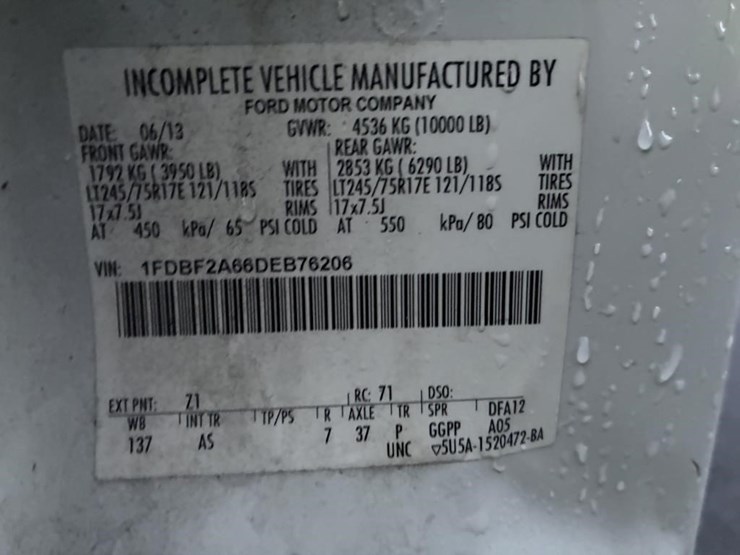 INCOMPLETE VEHICLE MANUFACTURED BY
FORD MOTOR COMPANY
DATE: 06/13 GVWR: 4536 KG (10000 LB)
FRONT GAWR: REAR GAWR:
1792 KG (3950 LB) WITH 2853 KG (6290 LB) WITH
LT245/75R17E 121/118S TIRES LT245/75R17E 121/118S TIRES
17x7.5J RIMS 17x7.5J RIMS
AT 450 kPa/ 65 PSI COLD AT 550 kPa/ 80 PSI COLD
VIN: 1FDBF2A66DEB76206
EXT PNT: Z1 RC: 71 DSO:
WB INT TR TP/PS R AXLE TR SPR DFA12
137 AS 7 37 P GGPP A05
UNC ▽5U5A-1520472-BA